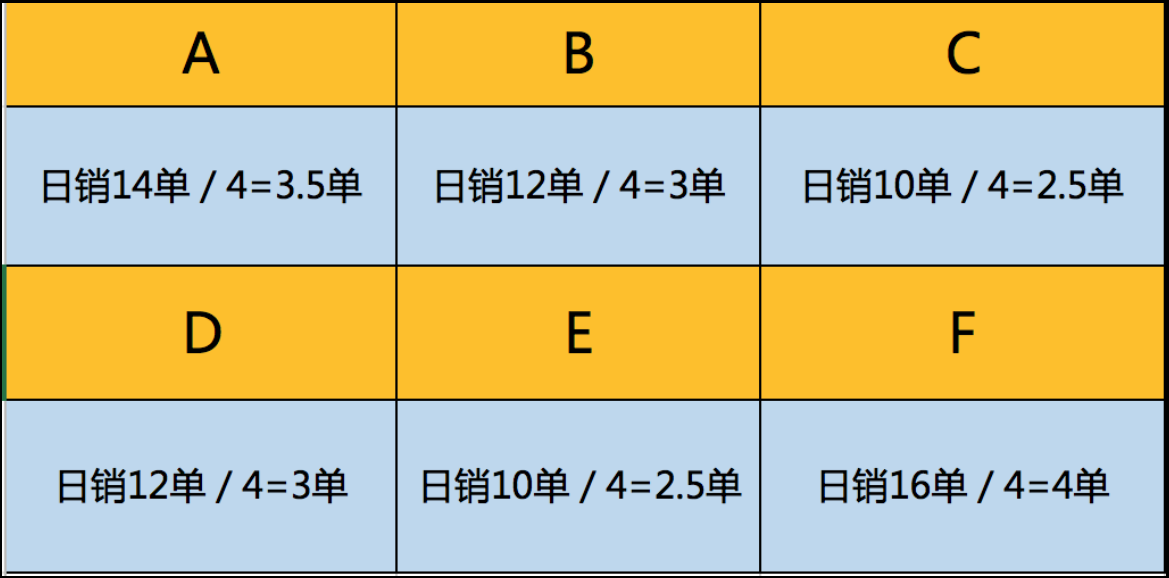 A
B
C
日销14单 / 4=3.5单
日销12单 / 4=3单
日销10单 / 4=2.5单
D
E
F
日销12单 / 4=3单
日销10单 / 4=2.5单
日销16单 / 4=4单